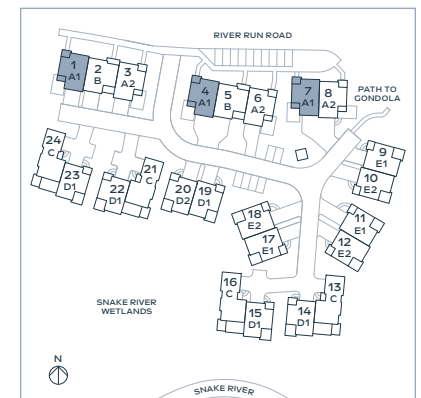 RIVER RUN ROAD
1
A1
2
B
3
A2
4
A1
5
B
6
A2
7
A1
8
A2
PATH TO
GONDOLA
24
C
23
D1
22
D1
21
C
20
D2
19
D1
9
E1
10
E2
18
E2
17
E1
11
E1
12
E2
16
C
15
D1
14
D1
13
C
SNAKE RIVER
WETLANDS
N
SNAKE RIVER